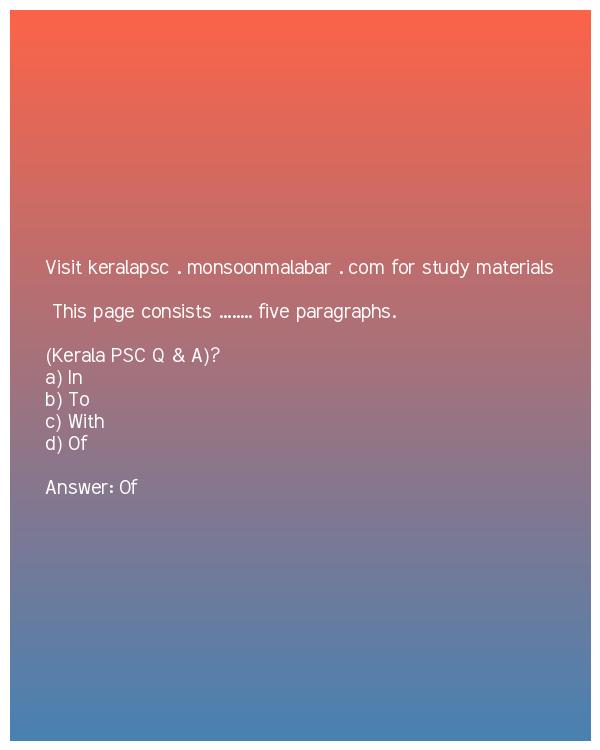 Visit keralapsc . monsoonmalabar . com for study materials
This page consists ........ five paragraphs.
(Kerala PSC Q & A)?
a) In
b) To
c) With
d) Of
Answer: Of